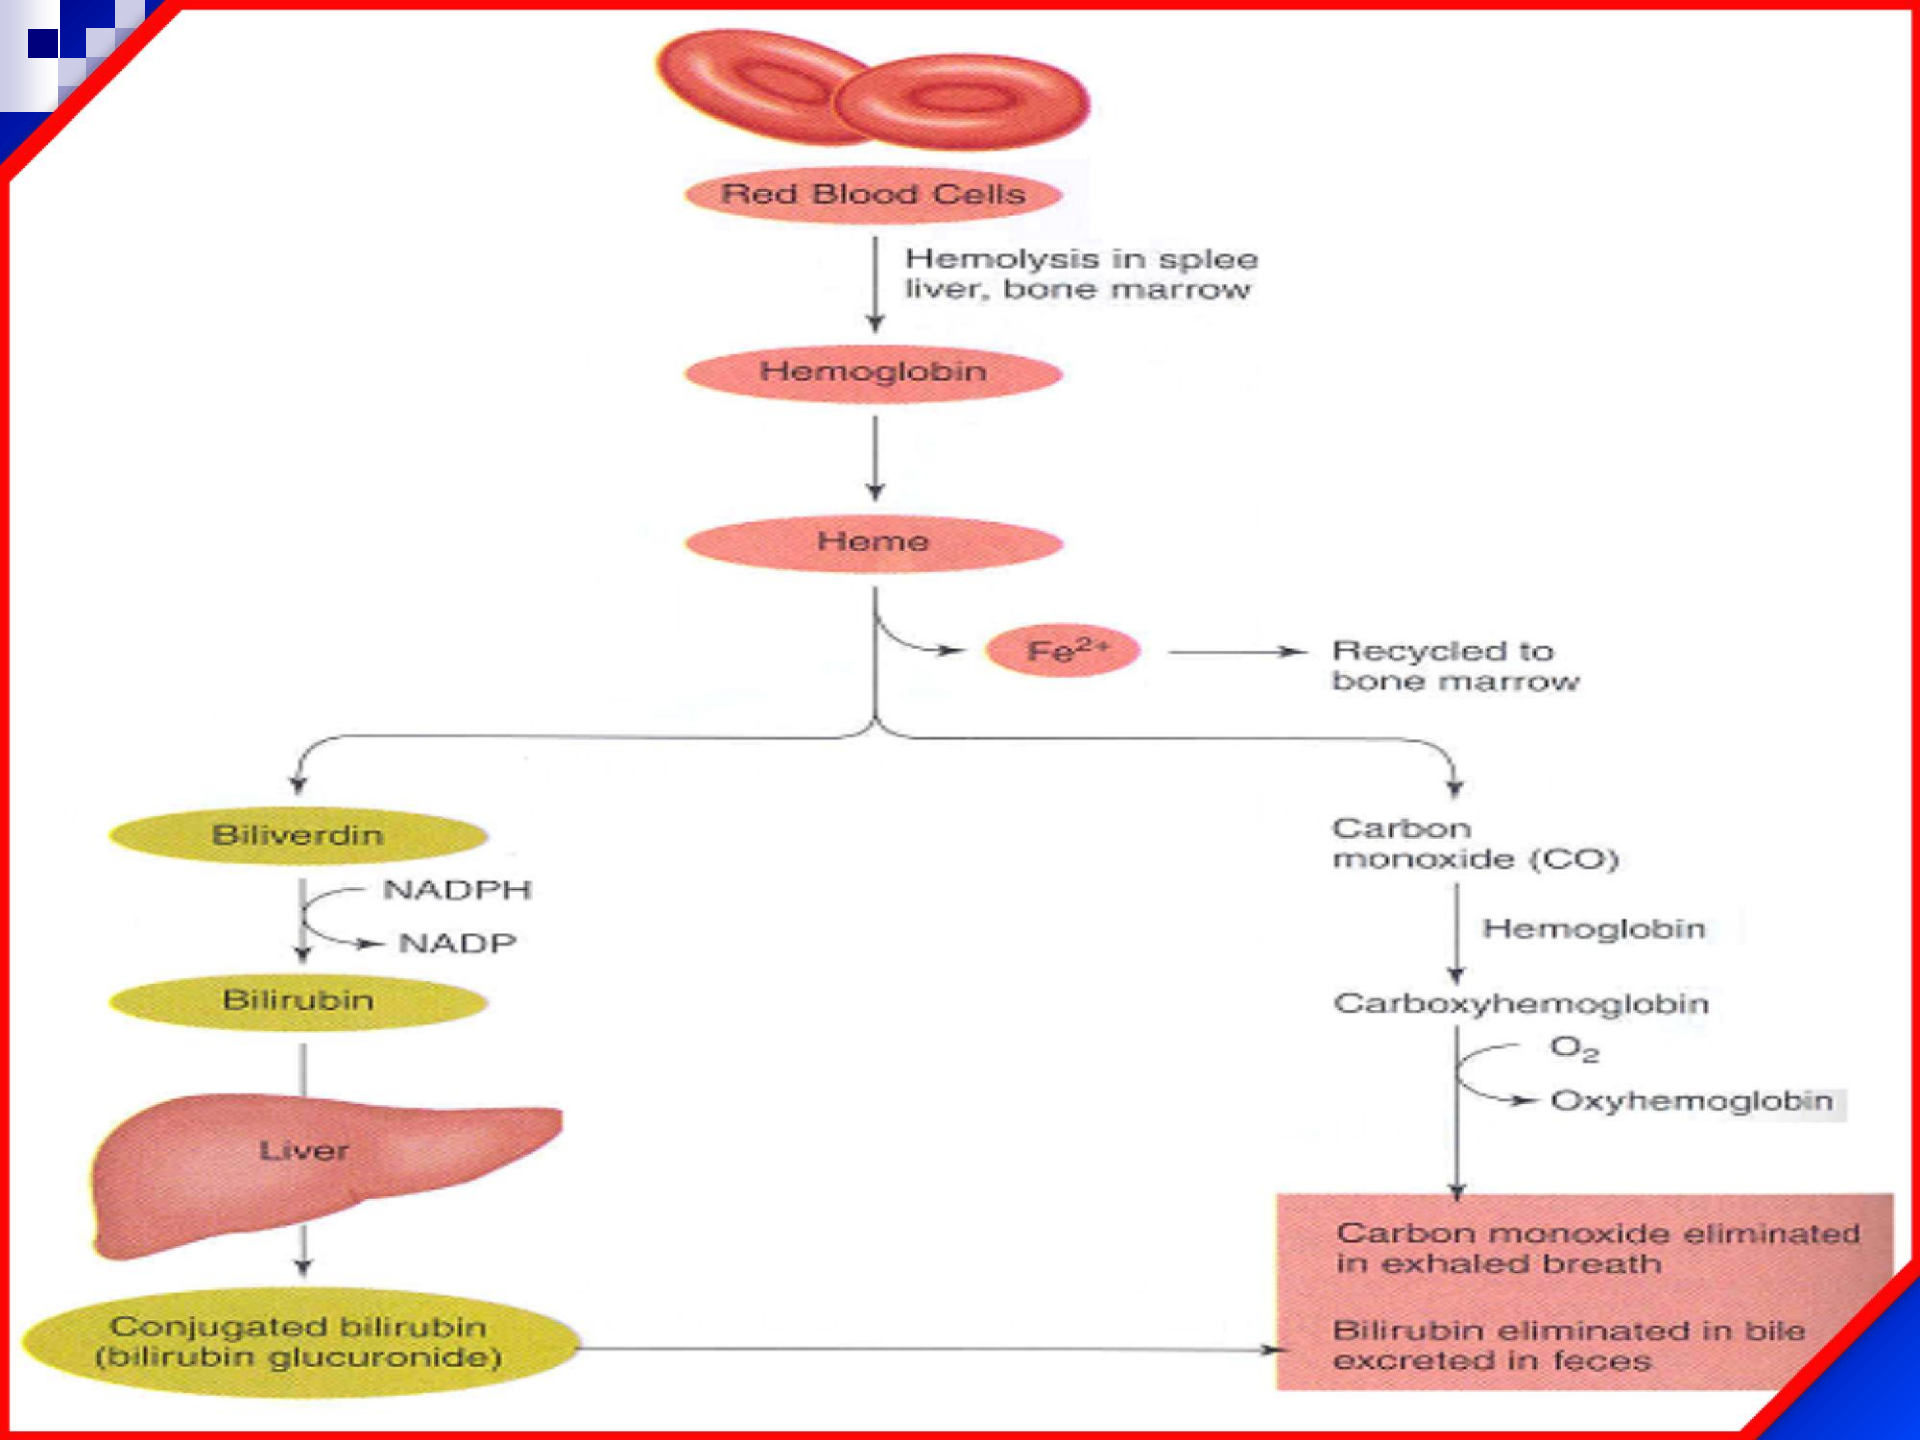 Red Blood Cells
Hemolysis in splee
liver, bone marrow
Hemoglobin
Heme
Fe²⁺
Recycled to
bone marrow
Biliverdin
NADPH
NADP
Bilirubin
Liver
Conjugated bilirubin
(bilirubin glucuronide)
Carbon
monoxide (CO)
Hemoglobin
Carboxyhemoglobin
O₂
Oxyhemoglobin
Carbon monoxide eliminated
in exhaled breath
Bilirubin eliminated in bile
excreted in feces